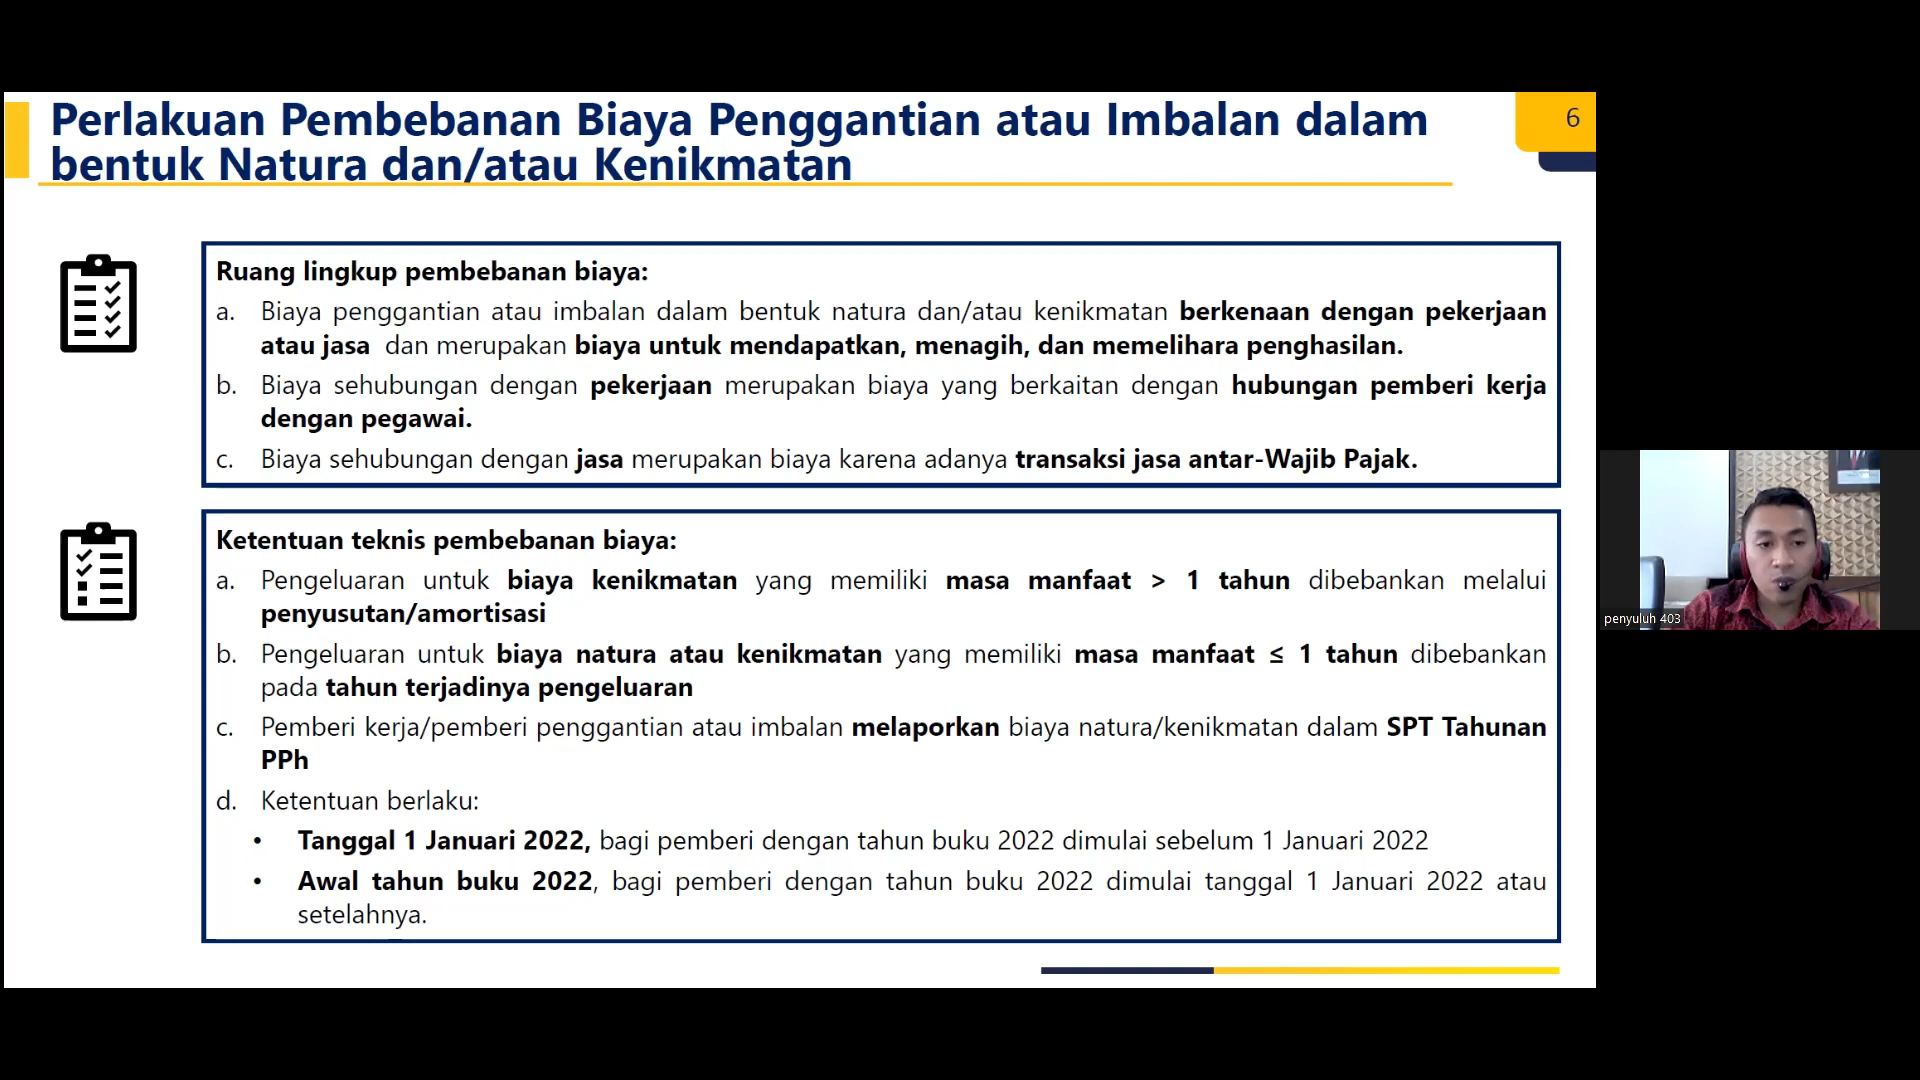 Perlakuan Pembebanan Biaya Penggantian atau Imbalan dalam
bentuk Natura dan/atau Kenikmatan
6
Ruang lingkup pembebanan biaya:
a. Biaya penggantian atau imbalan dalam bentuk natura dan/atau kenikmatan berkenaan dengan pekerjaan
atau jasa dan merupakan biaya untuk mendapatkan, menagih, dan memelihara penghasilan.
b. Biaya sehubungan dengan pekerjaan merupakan biaya yang berkaitan dengan hubungan pemberi kerja
dengan pegawai.
c. Biaya sehubungan dengan jasa merupakan biaya karena adanya transaksi jasa antar-Wajib Pajak.
Ketentuan teknis pembebanan biaya:
a. Pengeluaran untuk biaya kenikmatan yang memiliki masa manfaat > 1 tahun dibebankan melalui
penyusutan/amortisasi
b. Pengeluaran untuk biaya natura atau kenikmatan yang memiliki masa manfaat ≤ 1 tahun dibebankan
pada tahun terjadinya pengeluaran
c. Pemberi kerja/pemberi penggantian atau imbalan melaporkan biaya natura/kenikmatan dalam SPT Tahunan
PPh
d. Ketentuan berlaku:
• Tanggal 1 Januari 2022, bagi pemberi dengan tahun buku 2022 dimulai sebelum 1 Januari 2022
• Awal tahun buku 2022, bagi pemberi dengan tahun buku 2022 dimulai tanggal 1 Januari 2022 atau
setelahnya.
penyuluh 403